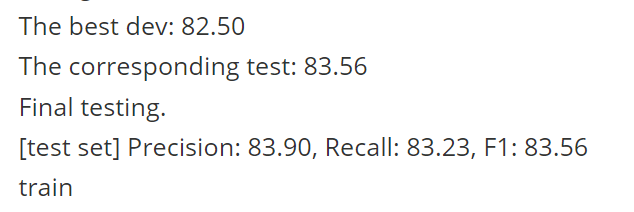 The best dev: 82.50
The corresponding test: 83.56
Final testing.
[test set] Precision: 83.90, Recall: 83.23, F1: 83.56
train